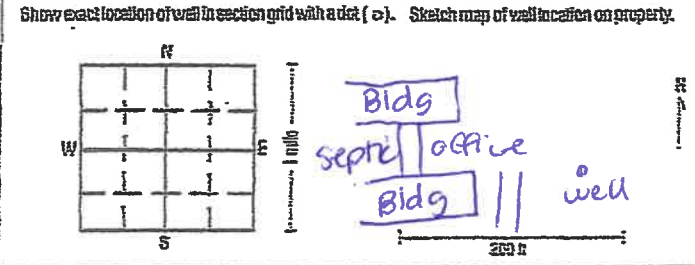 Show exact location of well in section grid with a dot ( o ). Sketch map of well location on property.
N
W
E
S
1 mile
Bldg
septic
office
Bldg
well
200 ft